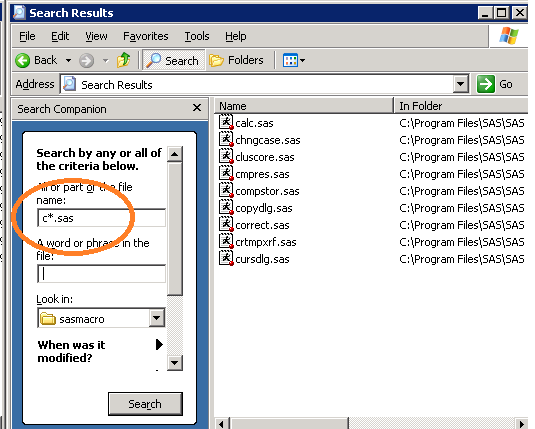 Search Results
File Edit View Favorites Tools Help
Back Search Folders
Address Search Results Go
Search Companion X
Search by any or all of
the criteria below.
All or part of the file
name:
c*.sas
A word or phrase in the
file:
Look in:
sasmacro
When was it
modified?
Search
Name In Folder
calc.sas C:\Program Files\SAS\SAS
chngcase.sas C:\Program Files\SAS\SAS
cluscore.sas C:\Program Files\SAS\SAS
cmpres.sas C:\Program Files\SAS\SAS
compstor.sas C:\Program Files\SAS\SAS
copydlg.sas C:\Program Files\SAS\SAS
correct.sas C:\Program Files\SAS\SAS
crtmpxrf.sas C:\Program Files\SAS\SAS
cursdlg.sas C:\Program Files\SAS\SAS